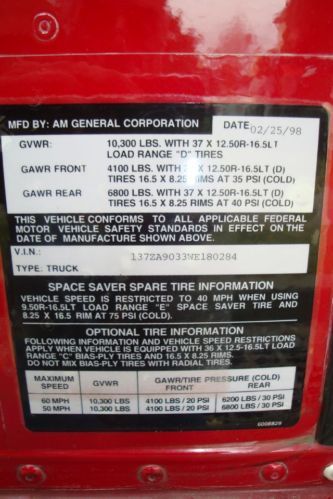 MFD BY: AM GENERAL CORPORATION DATE 02/25/98
GVWR: 10,300 LBS. WITH 37 X 12.50R-16.5LT
LOAD RANGE "D" TIRES
GAWR FRONT 4100 LBS. WITH 37 X 12.50R-16.5LT (D)
TIRES 16.5 X 8.25 RIMS AT 35 PSI (COLD)
GAWR REAR 6800 LBS. WITH 37 X 12.50R-16.5LT (D)
TIRES 16.5 X 8.25 RIMS AT 40 PSI (COLD)
THIS VEHICLE CONFORMS TO ALL APPLICABLE FEDERAL
MOTOR VEHICLE SAFETY STANDARDS IN EFFECT ON THE
DATE OF MANUFACTURE SHOWN ABOVE.
V.I.N.: 137ZA9033WE180284
TYPE: TRUCK
SPACE SAVER SPARE TIRE INFORMATION
VEHICLE SPEED IS RESTRICTED TO 40 MPH WHEN USING
9.50R-16.5LT LOAD RANGE "E" SPACE SAVER TIRE AND
8.25 X 16.5 RIM AT 75 PSI (COLD)
OPTIONAL TIRE INFORMATION
FOLLOWING INFORMATION AND VEHICLE SPEED RESTRICTIONS
APPLY WHEN VEHICLE IS EQUIPPED WITH 36 X 12.5-16.5LT LOAD
RANGE "C" BIAS-PLY TIRES AND 16.5 X 8.25 RIMS.
DO NOT MIX BIAS-PLY TIRES WITH RADIAL TIRES.
MAXIMUM SPEED GVWR GAWR/TIRE PRESSURE (COLD)
FRONT REAR
60 MPH 10,300 LBS 4100 LBS / 20 PSI 6200 LBS / 30 PSI
50 MPH 10,300 LBS 4100 LBS / 20 PSI 6800 LBS / 30 PSI
6008829